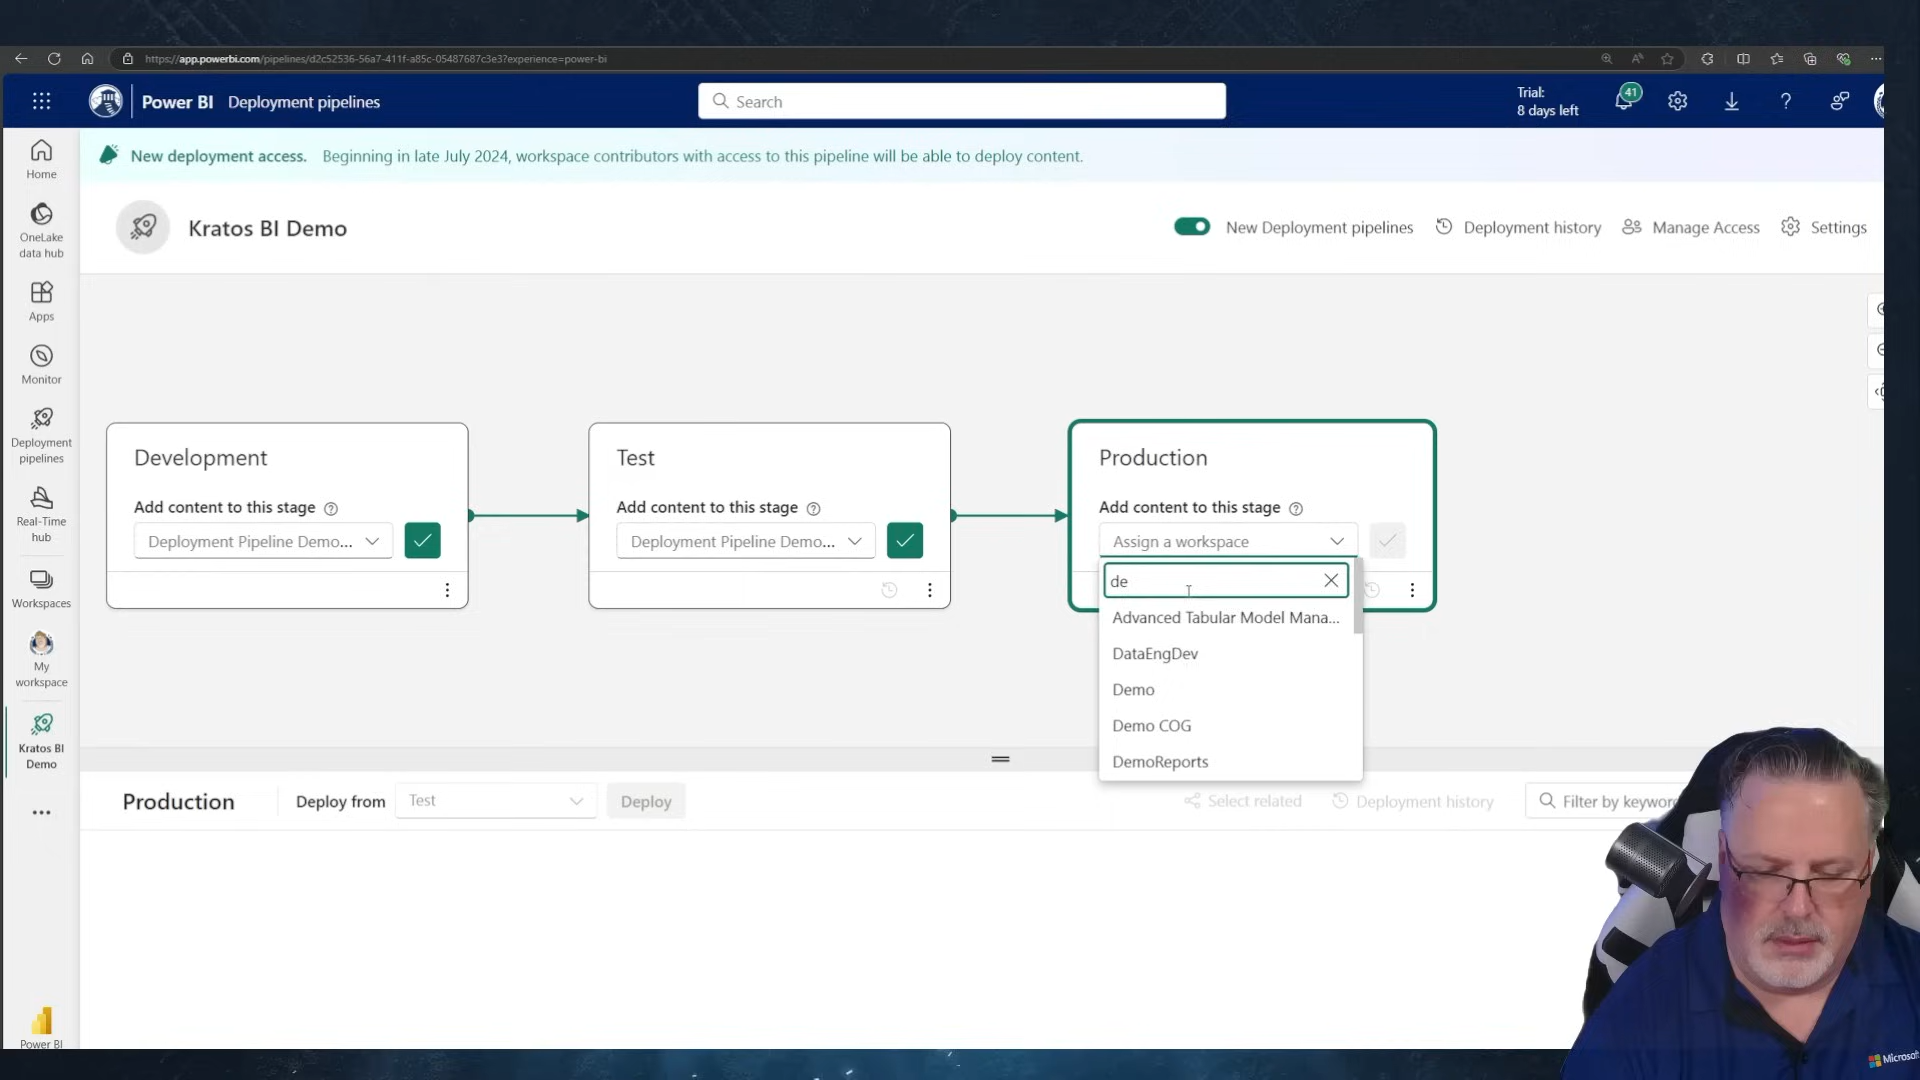 https://app.powerbi.com/pipelines/d2c52536-56a7-411f-a85c-05487687c3e3?experience=power-bi
Power BI Deployment pipelines
Search
Trial:
8 days left
41
New deployment access. Beginning in late July 2024, workspace contributors with access to this pipeline will be able to deploy content.
Home
OneLake
data hub
Apps
Monitor
Deployment
pipelines
Real-Time
hub
Workspaces
My
workspace
Kratos BI
Demo
Power BI
Kratos BI Demo
New Deployment pipelines
Deployment history
Manage Access
Settings
Development
Add content to this stage
Deployment Pipeline Demo...
Test
Add content to this stage
Deployment Pipeline Demo...
Production
Add content to this stage
Assign a workspace
de
Advanced Tabular Model Mana...
DataEngDev
Demo
Demo COG
DemoReports
Production
Deploy from
Test
Deploy
Select related
Deployment history
Filter by keywor
Microsoft